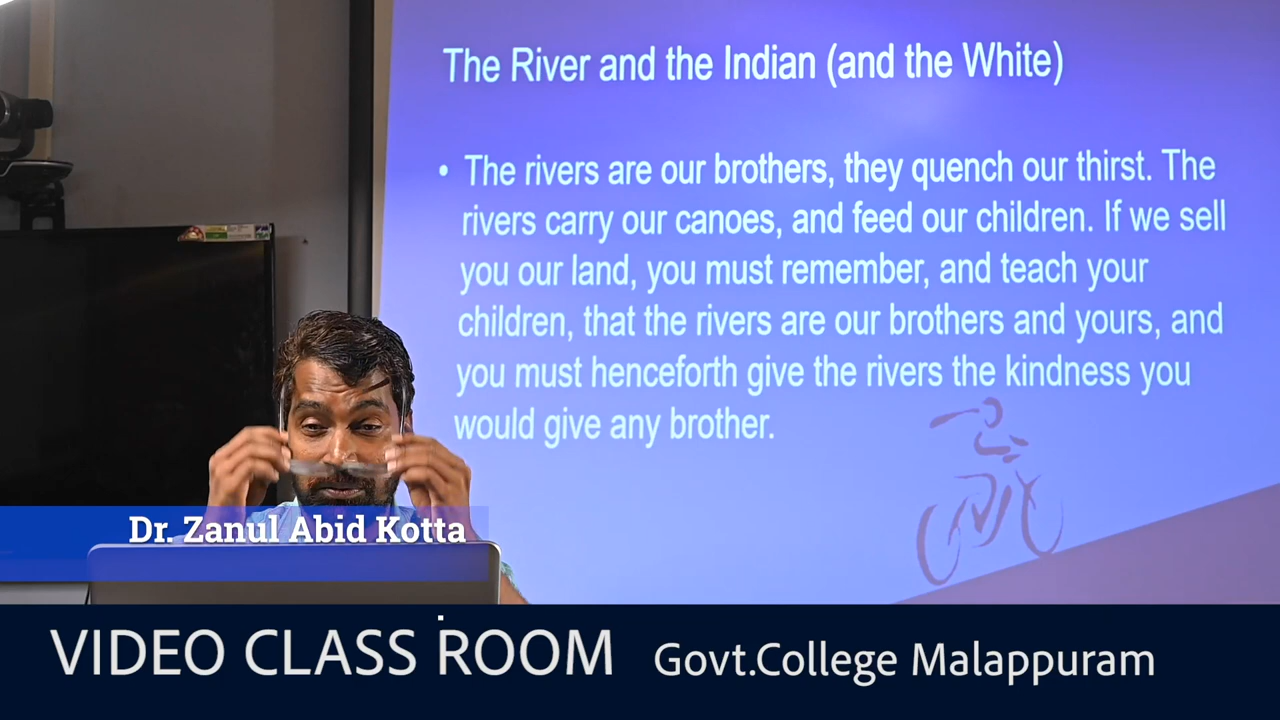 The River and the Indian (and the White)
• The rivers are our brothers, they quench our thirst. The
rivers carry our canoes, and feed our children. If we sell
you our land, you must remember, and teach your
children, that the rivers are our brothers and yours, and
you must henceforth give the rivers the kindness you
would give any brother.
Dr. Zanul Abid Kotta
VIDEO CLASS ROOM Govt.College Malappuram